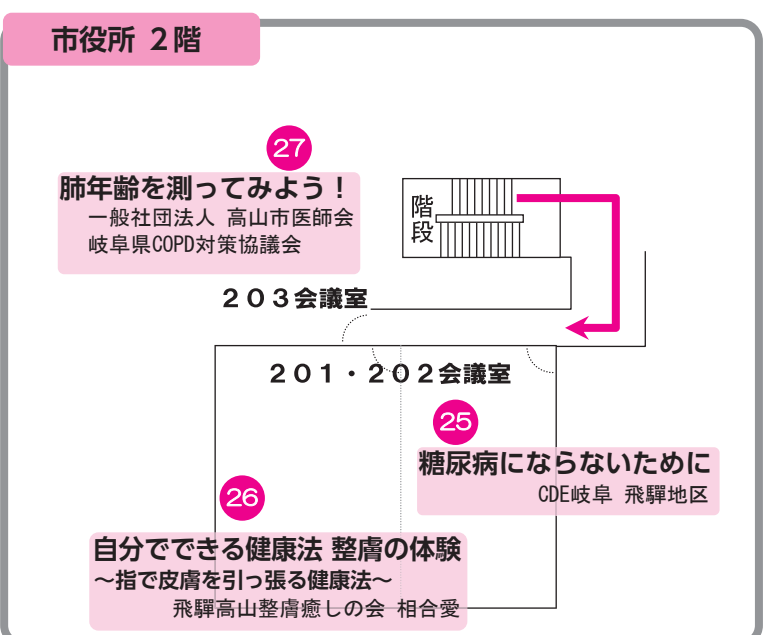 市役所 2階
27
肺年齢を測ってみよう！
一般社団法人 高山市医師会
岐阜県COPD対策協議会
階段
２０３会議室
２０１・２０２会議室
25
糖尿病にならないために
CDE岐阜 飛騨地区
26
自分でできる健康法 整膚の体験
～指で皮膚を引っ張る健康法～
飛騨高山整膚癒しの会 相合愛